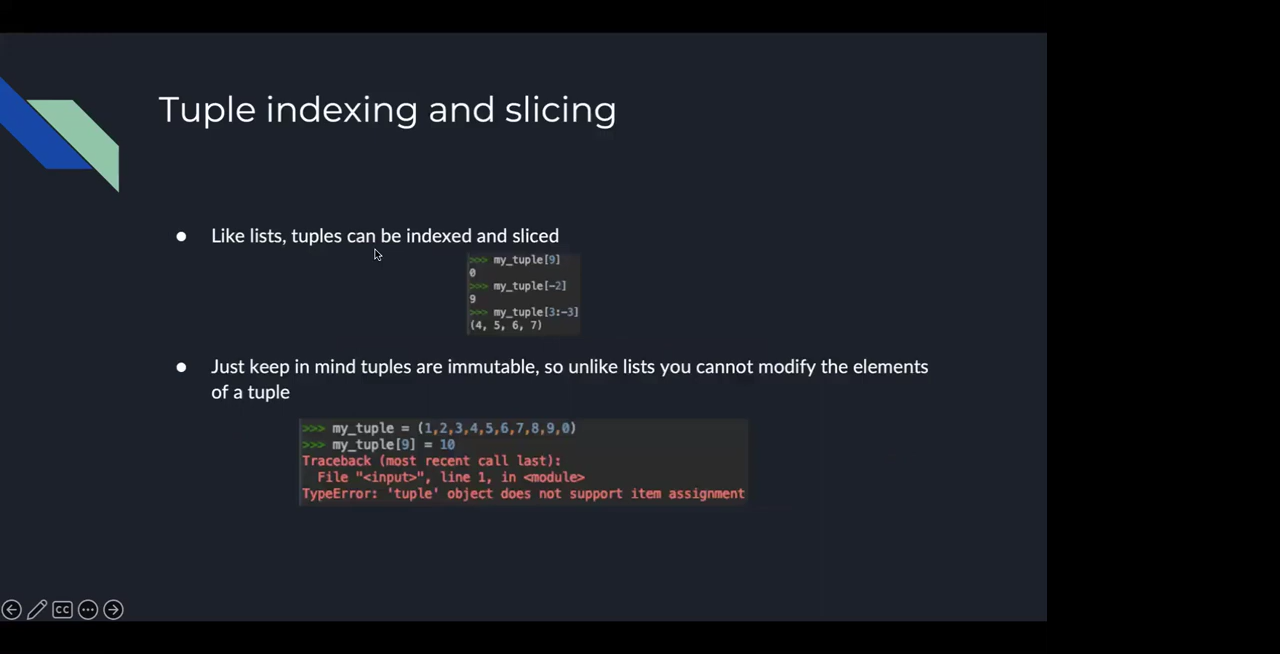 Tuple indexing and slicing
● Like lists, tuples can be indexed and sliced
>>> my_tuple[9]
0
>>> my_tuple[-2]
9
>>> my_tuple[3:-3]
(4, 5, 6, 7)
● Just keep in mind tuples are immutable, so unlike lists you cannot modify the elements
of a tuple
>>> my_tuple = (1,2,3,4,5,6,7,8,9,0)
>>> my_tuple[9] = 10
Traceback (most recent call last):
  File "<input>", line 1, in <module>
TypeError: 'tuple' object does not support item assignment
CC